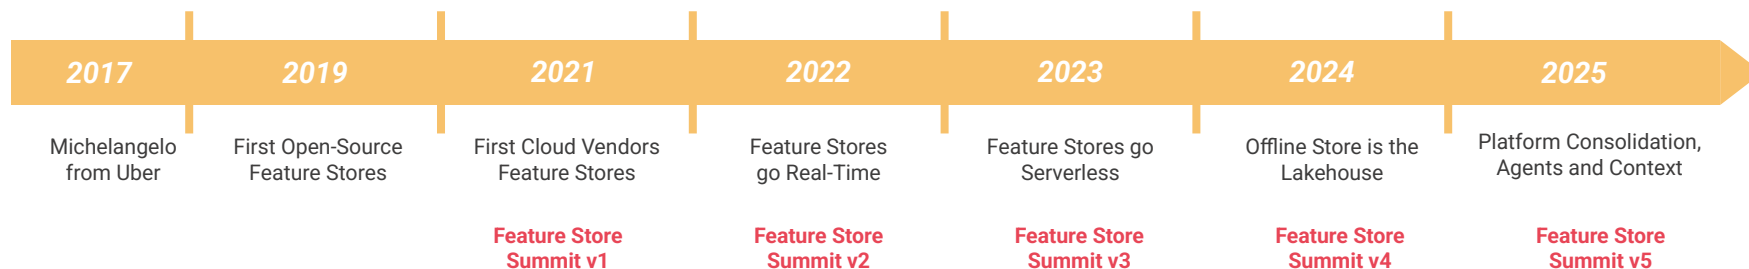 2017
2019
2021
2022
2023
2024
2025
Michelangelo
from Uber
First Open-Source
Feature Stores
First Cloud Vendors
Feature Stores
Feature Stores
go Real-Time
Feature Stores go
Serverless
Offline Store is the
Lakehouse
Platform Consolidation,
Agents and Context
Feature Store
Summit v1
Feature Store
Summit v2
Feature Store
Summit v3
Feature Store
Summit v4
Feature Store
Summit v5